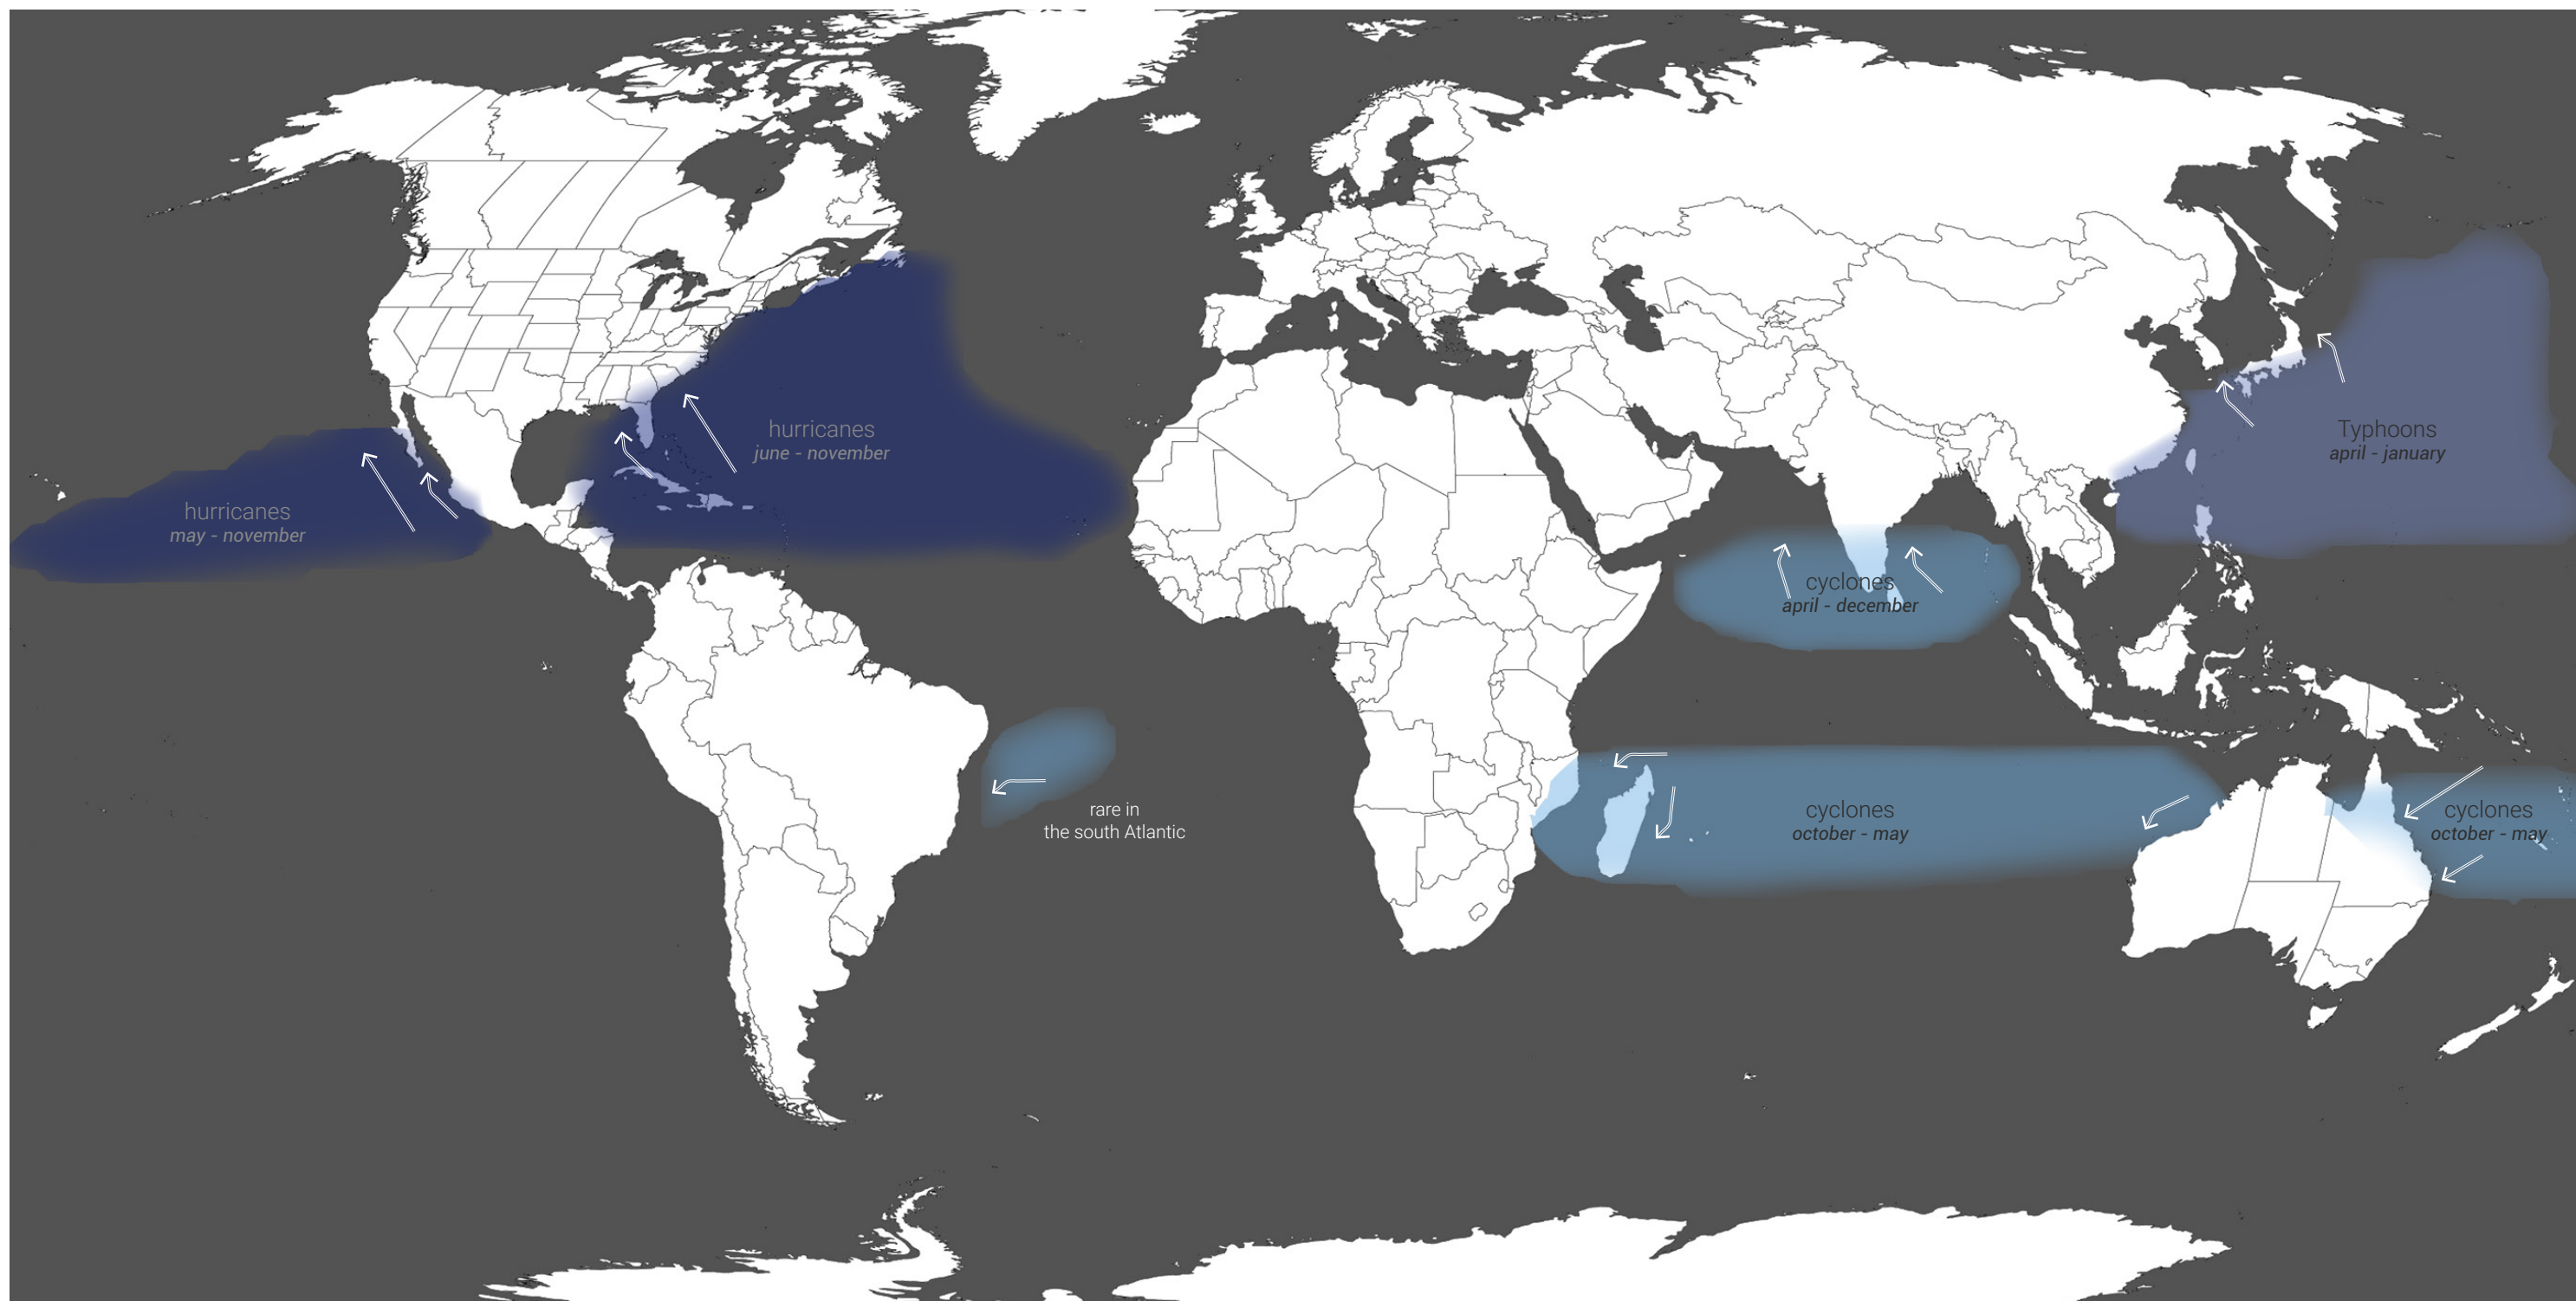 hurricanes
may - november
hurricanes
june - november
rare in
the south Atlantic
cyclones
april - december
Typhoons
april - january
cyclones
october - may
cyclones
october - may